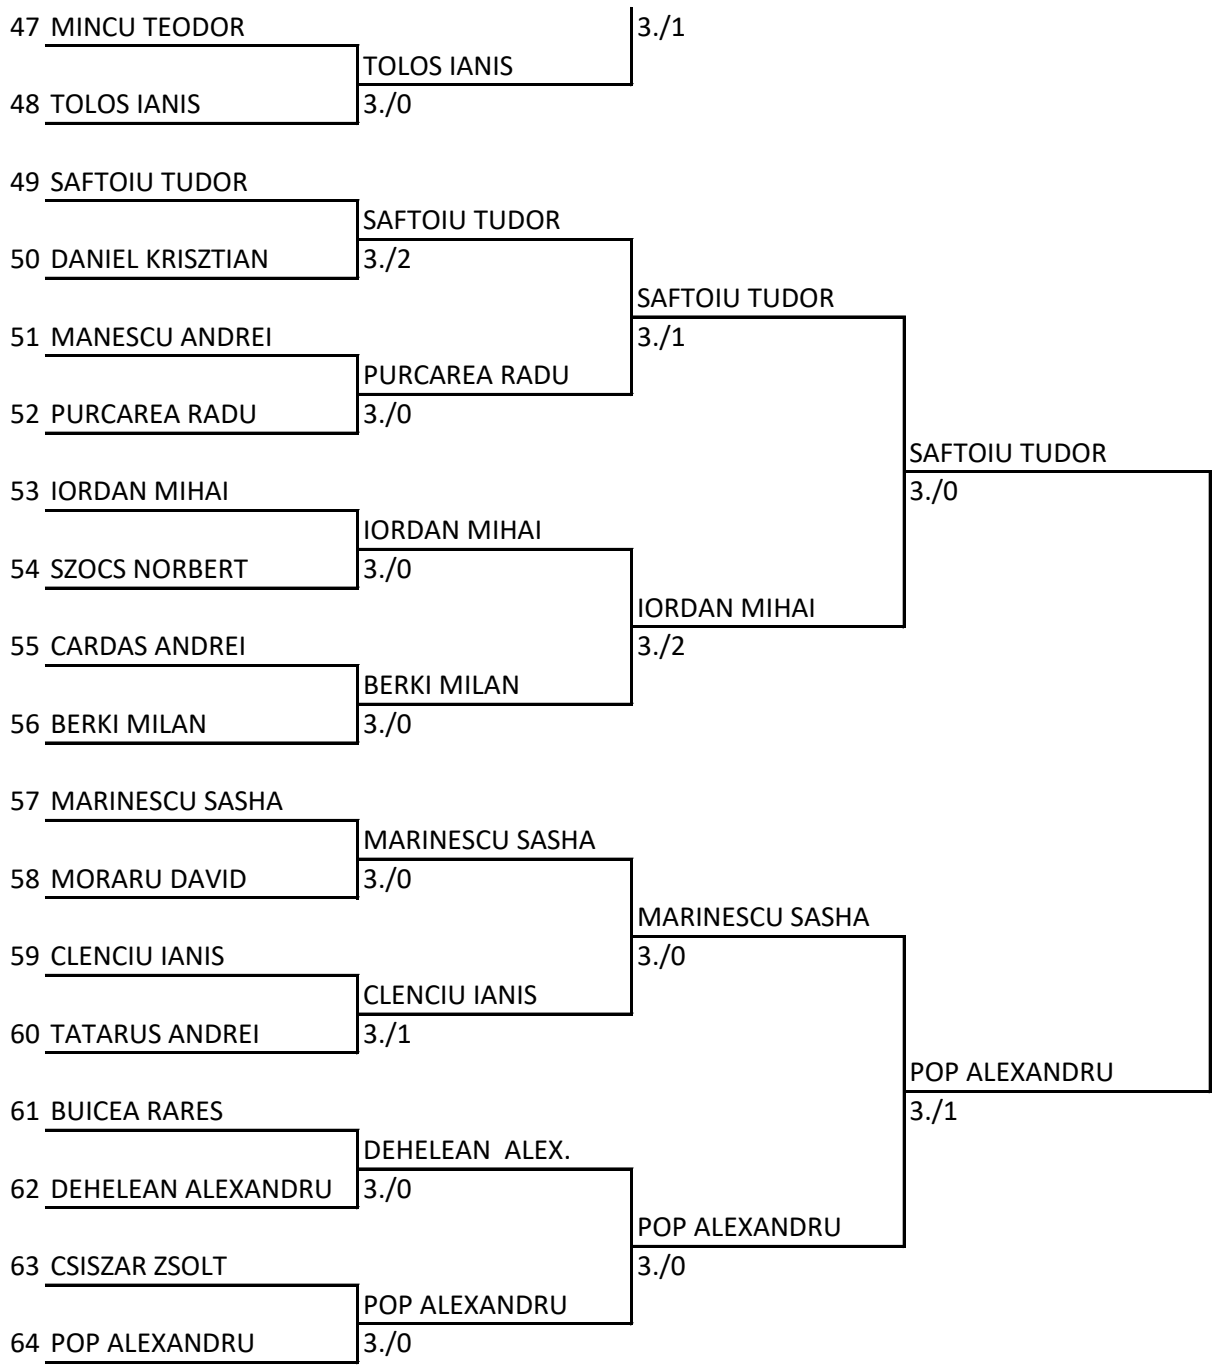 47 MINCU TEODOR
3./1
TOLOS IANIS
48 TOLOS IANIS
3./0
49 SAFTOIU TUDOR
SAFTOIU TUDOR
50 DANIEL KRISZTIAN
3./2
SAFTOIU TUDOR
51 MANESCU ANDREI
3./1
PURCAREA RADU
52 PURCAREA RADU
3./0
SAFTOIU TUDOR
53 IORDAN MIHAI
3./0
IORDAN MIHAI
54 SZOCS NORBERT
3./0
IORDAN MIHAI
55 CARDAS ANDREI
3./2
BERKI MILAN
56 BERKI MILAN
3./0
57 MARINESCU SASHA
MARINESCU SASHA
58 MORARU DAVID
3./0
MARINESCU SASHA
59 CLENCIU IANIS
3./0
CLENCIU IANIS
60 TATARUS ANDREI
3./1
POP ALEXANDRU
61 BUICEA RARES
3./1
DEHELEAN  ALEX.
62 DEHELEAN ALEXANDRU
3./0
POP ALEXANDRU
63 CSISZAR ZSOLT
3./0
POP ALEXANDRU
64 POP ALEXANDRU
3./0